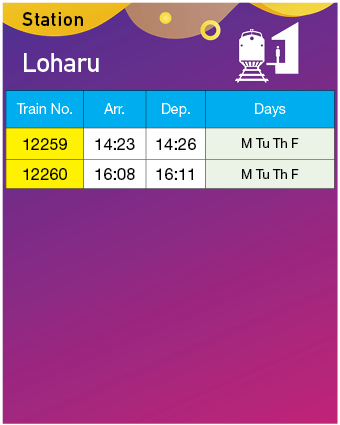 Station
Loharu
Train No. Arr. Dep. Days
12259 14:23 14:26 M Tu Th F
12260 16:08 16:11 M Tu Th F